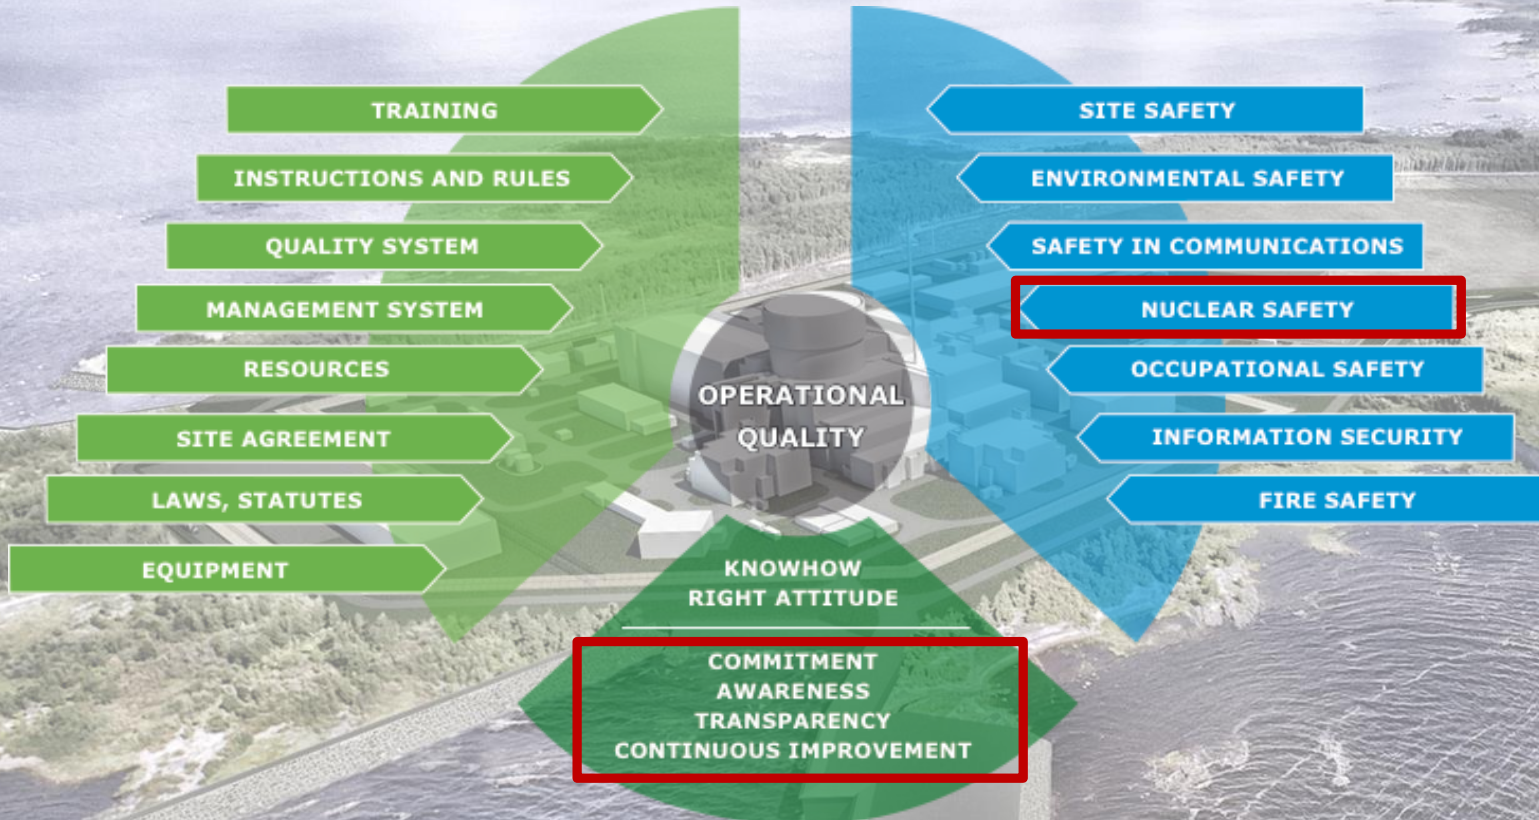 TRAINING
INSTRUCTIONS AND RULES
QUALITY SYSTEM
MANAGEMENT SYSTEM
RESOURCES
SITE AGREEMENT
LAWS, STATUTES
EQUIPMENT
OPERATIONAL
QUALITY
SITE SAFETY
ENVIRONMENTAL SAFETY
SAFETY IN COMMUNICATIONS
NUCLEAR SAFETY
OCCUPATIONAL SAFETY
INFORMATION SECURITY
FIRE SAFETY
KNOWHOW
RIGHT ATTITUDE
COMMITMENT
AWARENESS
TRANSPARENCY
CONTINUOUS IMPROVEMENT